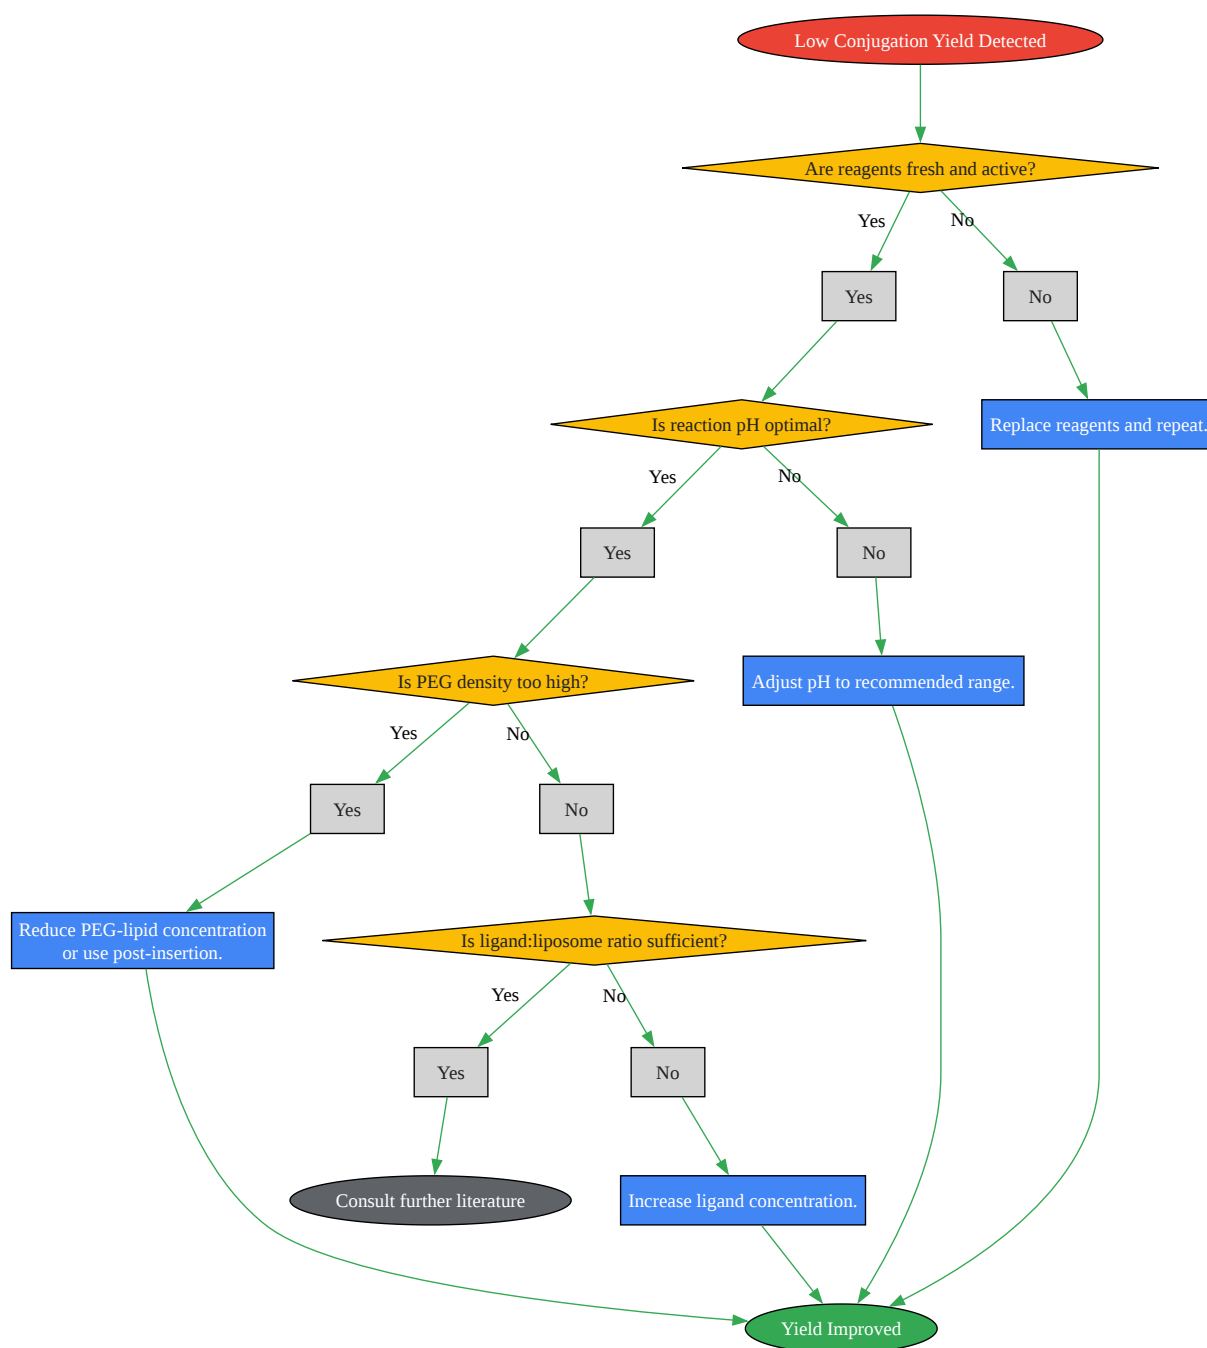 Low Conjugation Yield Detected
Are reagents fresh and active?
Yes
No
Yes
No
Is reaction pH optimal?
Replace reagents and repeat.
Yes
No
Yes
No
Is PEG density too high?
Adjust pH to recommended range.
Yes
No
Yes
No
Reduce PEG-lipid concentration
or use post-insertion.
Is ligand:liposome ratio sufficient?
Yes
No
Yes
No
Consult further literature
Increase ligand concentration.
Yield Improved